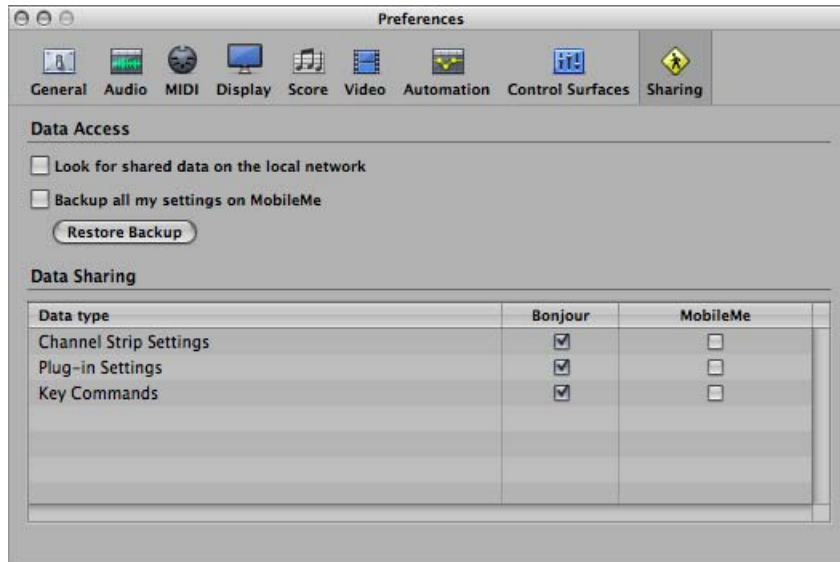 Preferences
General Audio MIDI Display Score Video Automation Control Surfaces Sharing
Data Access
Look for shared data on the local network
Backup all my settings on MobileMe
Restore Backup
Data Sharing
Data type Bonjour MobileMe
Channel Strip Settings
Plug-in Settings
Key Commands